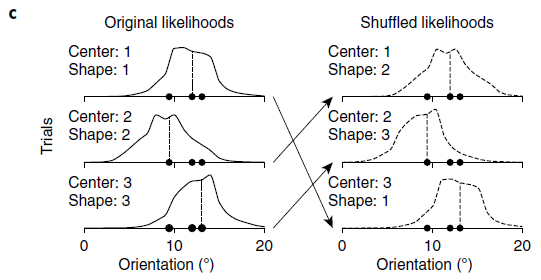 c
Original likelihoods
Shuffled likelihoods
Trials
Center: 1
Shape: 1
Center: 2
Shape: 2
Center: 3
Shape: 3
0 10 20
Orientation (°)
Center: 1
Shape: 2
Center: 2
Shape: 3
Center: 3
Shape: 1
0 10 20
Orientation (°)